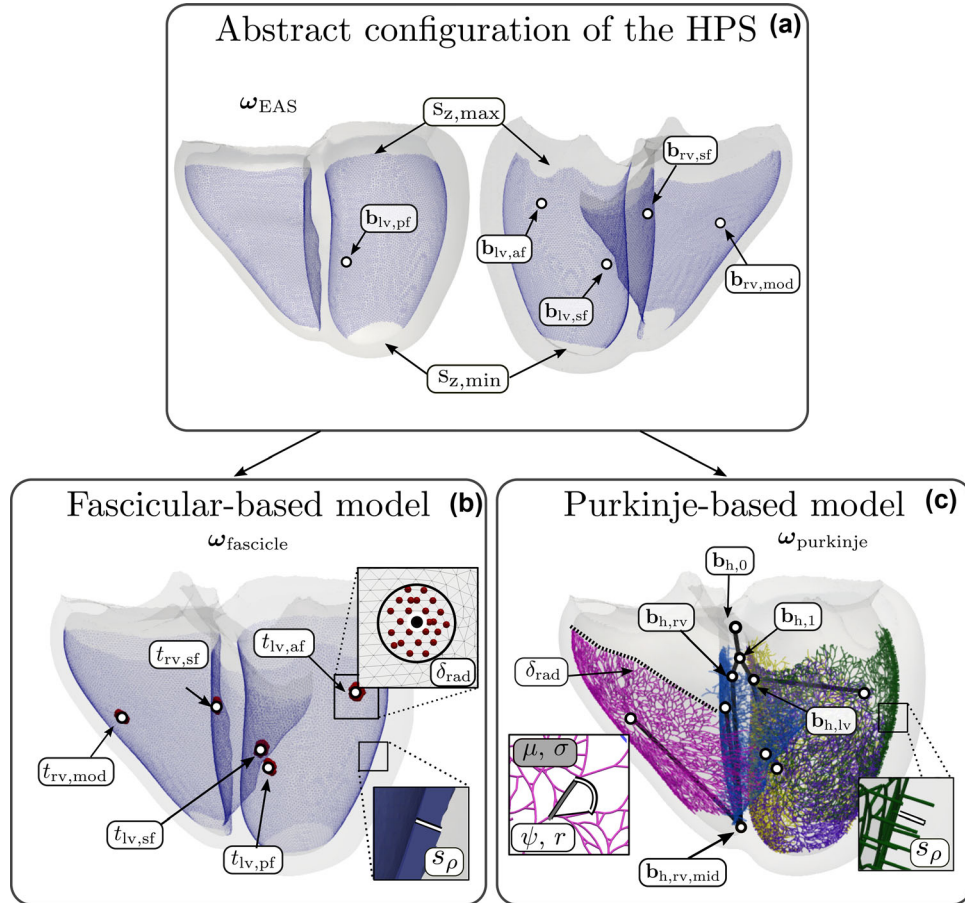 Abstract configuration of the HPS (a)
ω_EAS
s_z,max
b_rv,sf
b_lv,pf
b_lv,af
b_rv,mod
b_lv,sf
s_z,min
Fascicular-based model (b)
ω_fascicle
t_rv,sf
t_lv,af
δ_rad
t_rv,mod
t_lv,sf
t_lv,pf
s_ρ
Purkinje-based model (c)
ω_purkinje
b_h,0
b_h,rv
b_h,1
δ_rad
b_h,lv
μ, σ
ψ, r
b_h,rv,mid
s_ρ